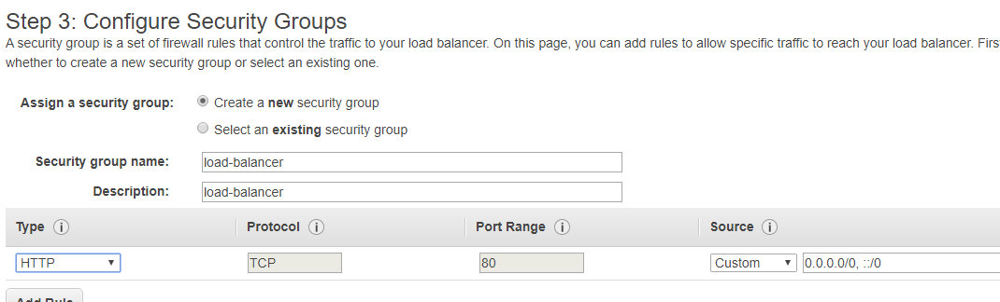 Step 3: Configure Security Groups
A security group is a set of firewall rules that control the traffic to your load balancer. On this page, you can add rules to allow specific traffic to reach your load balancer. Firs
whether to create a new security group or select an existing one.
Assign a security group: Create a new security group
Select an existing security group
Security group name: load-balancer
Description: load-balancer
Type i Protocol i Port Range i Source i
HTTP TCP 80 Custom 0.0.0.0/0, ::/0
Add Rule